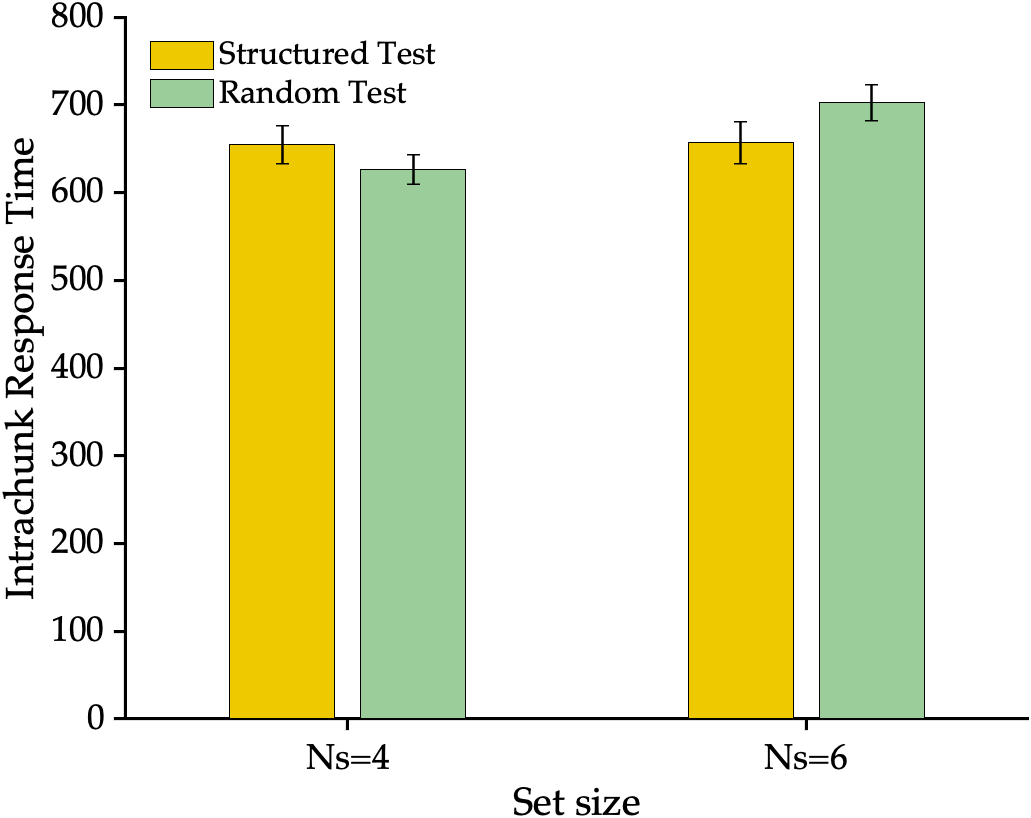 800
700
600
500
400
300
200
100
0
Intrachunk Response Time
Structured Test
Random Test
Ns=4
Ns=6
Set size